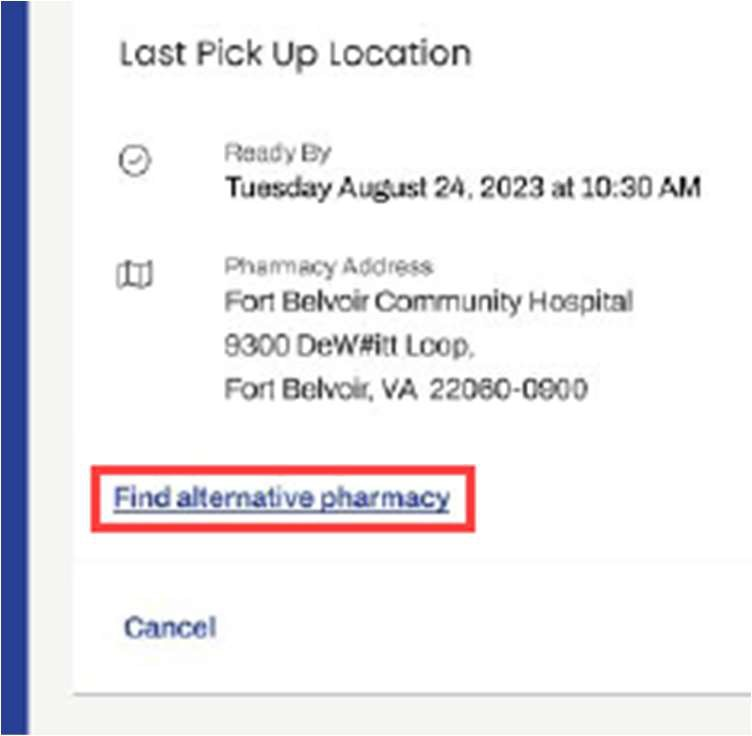 Last Pick Up Location
Ready By
Tuesday August 24, 2023 at 10:30 AM
Pharmacy Address
Fort Belvoir Community Hospital
9300 DeW#itt Loop,
Fort Belvoir, VA 22060-0900
Find alternative pharmacy
Cancel